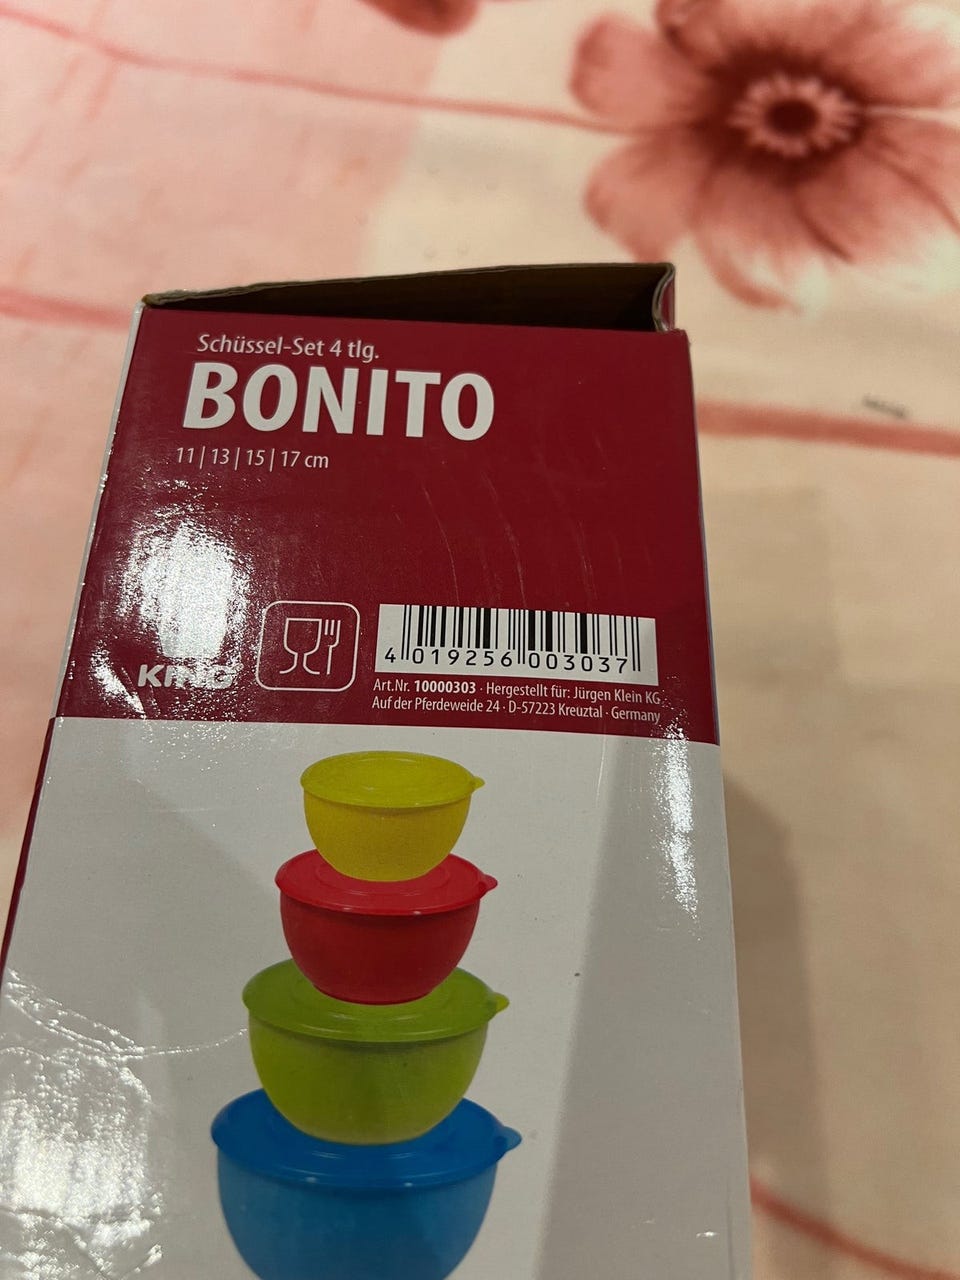 Schüssel-Set 4 tlg.
BONITO
11 | 13 | 15 | 17 cm
KING
4 019256 003037
Art.Nr. 10000303 · Hergestellt für: Jürgen Klein KG
Auf der Pferdeweide 24 · D-57223 Kreuztal · Germany